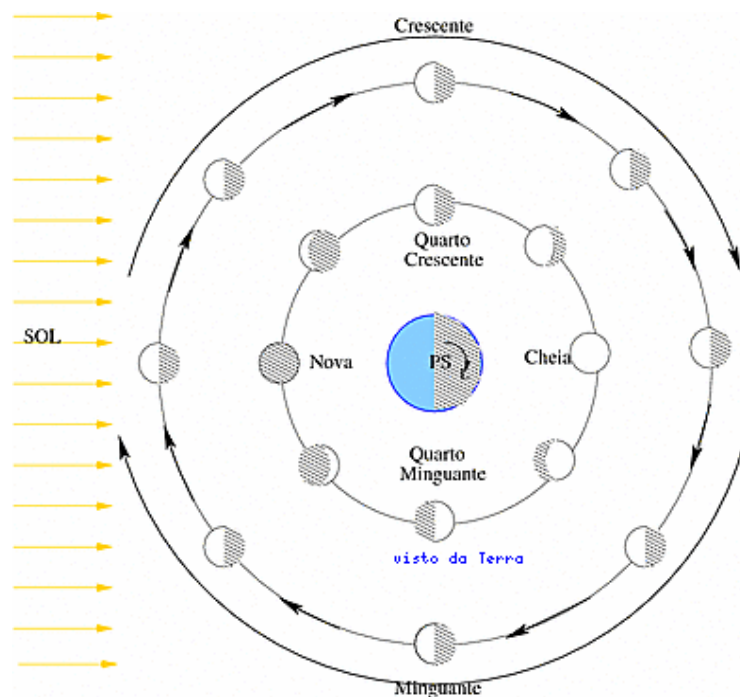 Crescente
Quarto
Crescente
SOL
Nova
PS
Cheia
Quarto
Minguante
visto da Terra
Minguante